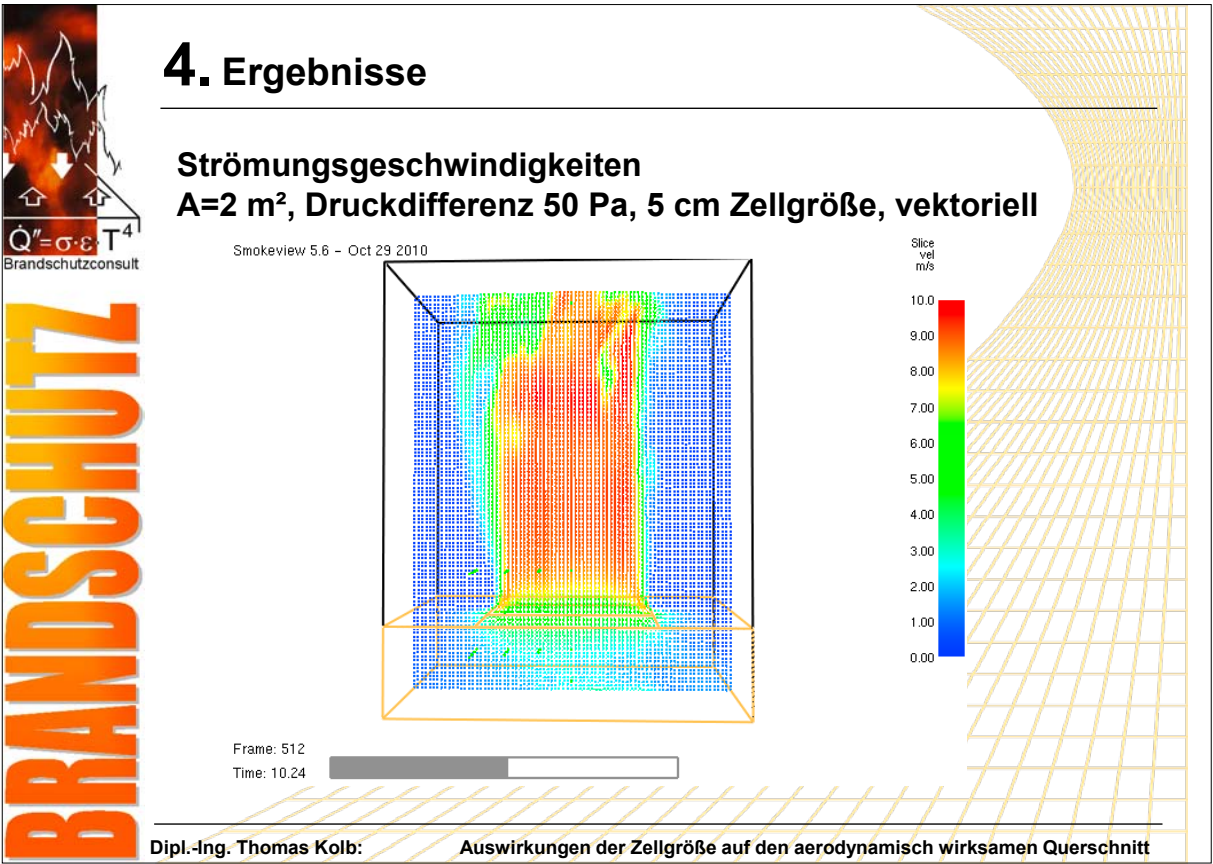 4. Ergebnisse
Strömungsgeschwindigkeiten
A=2 m², Druckdifferenz 50 Pa, 5 cm Zellgröße, vektoriell
Q̇″=σ·ε·T⁴
Brandschutzconsult
BRANDSCHUTZ
Smokeview 5.6 – Oct 29 2010
Slice
vel
m/s
10.0
9.00
8.00
7.00
6.00
5.00
4.00
3.00
2.00
1.00
0.00
Frame: 512
Time: 10.24
Dipl.-Ing. Thomas Kolb: Auswirkungen der Zellgröße auf den aerodynamisch wirksamen Querschnitt